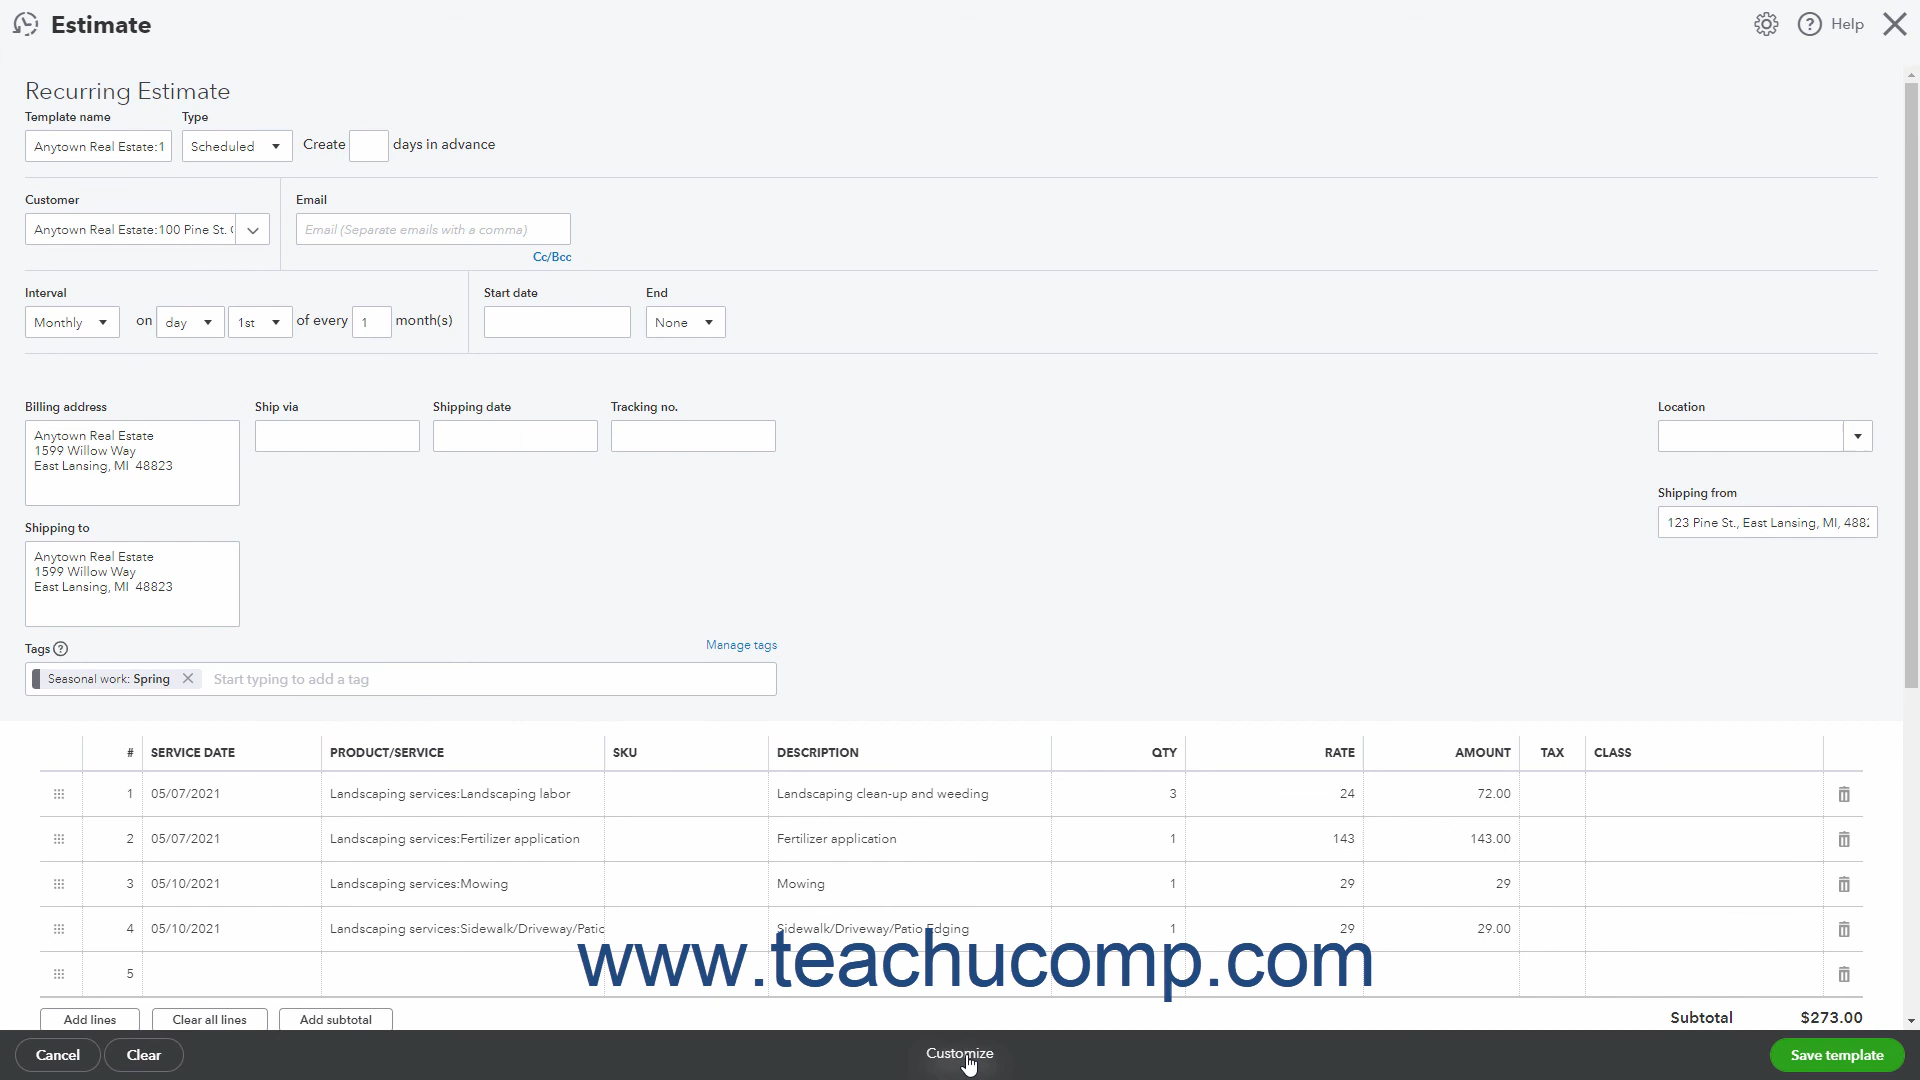 Estimate
Help
Recurring Estimate
Template name Type
Anytown Real Estate:1 Scheduled Create days in advance
Customer Email
Anytown Real Estate:100 Pine St. Email (Separate emails with a comma)
Cc/Bcc
Interval Start date End
Monthly on day 1st of every 1 month(s) None
Billing address Ship via Shipping date Tracking no. Location
Anytown Real Estate
1599 Willow Way
East Lansing, MI 48823
Shipping from
123 Pine St., East Lansing, MI, 488
Shipping to
Anytown Real Estate
1599 Willow Way
East Lansing, MI 48823
Tags ? Manage tags
Seasonal work: Spring Start typing to add a tag
# SERVICE DATE PRODUCT/SERVICE SKU DESCRIPTION QTY RATE AMOUNT TAX CLASS
1 05/07/2021 Landscaping services:Landscaping labor Landscaping clean-up and weeding 3 24 72.00
2 05/07/2021 Landscaping services:Fertilizer application Fertilizer application 1 143 143.00
3 05/10/2021 Landscaping services:Mowing Mowing 1 29 29
4 05/10/2021 Landscaping services:Sidewalk/Driveway/Patio Sidewalk/Driveway/Patio Edging 1 29 29.00
www.teachucomp.com
5
Add lines Clear all lines Add subtotal Subtotal $273.00
Cancel Clear Customize Save template